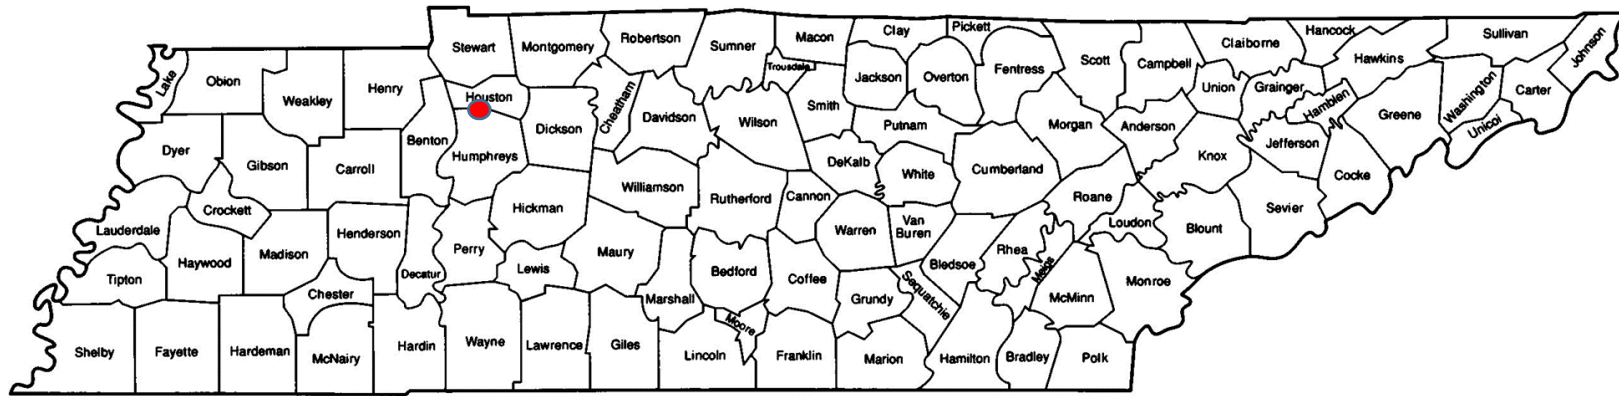 Stewart
Montgomery
Robertson
Sumner
Macon
Clay
Pickett
Scott
Campbell
Claiborne
Hancock
Hawkins
Sullivan
Johnson
Lake
Obion
Weakley
Henry
Houston
Dickson
Cheatham
Davidson
Wilson
Trousdale
Smith
Jackson
Overton
Fentress
Morgan
Anderson
Union
Grainger
Hamblen
Greene
Washington
Unicoi
Carter
Dyer
Gibson
Carroll
Benton
Humphreys
Williamson
Rutherford
Cannon
DeKalb
Putnam
White
Cumberland
Roane
Knox
Jefferson
Cocke
Sevier
Blount
Loudon
Lauderdale
Crockett
Haywood
Madison
Henderson
Decatur
Perry
Hickman
Lewis
Maury
Marshall
Bedford
Coffee
Warren
Van
Buren
Bledsoe
Rhea
Meigs
McMinn
Monroe
Tipton
Chester
Moore
Grundy
Sequatchie
Shelby
Fayette
Hardeman
McNairy
Hardin
Wayne
Lawrence
Giles
Lincoln
Franklin
Marion
Hamilton
Bradley
Polk